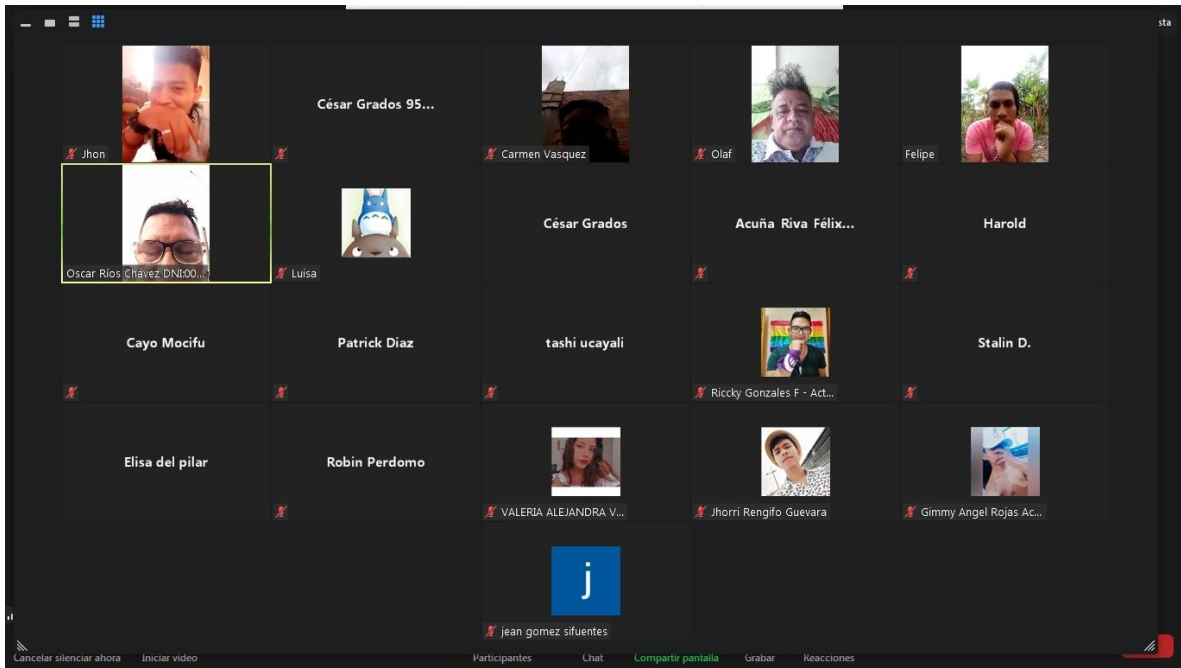 sta
César Grados 95...
Jhon
Carmen Vasquez
Olaf
Felipe
César Grados
Acuña Riva Félix...
Harold
Oscar Ríos Chavez DNI:00...
Luisa
Cayo Mocifu
Patrick Diaz
tashi ucayali
Stalin D.
Riccky Gonzales F - Act...
Elisa del pilar
Robin Perdomo
VALERIA ALEJANDRA V...
Jhorri Rengifo Guevara
Gimmy Angel Rojas Ac...
j
jean gomez sifuentes
Cancelar silenciar ahora Iniciar video Participantes Chat Compartir pantalla Grabar Reacciones